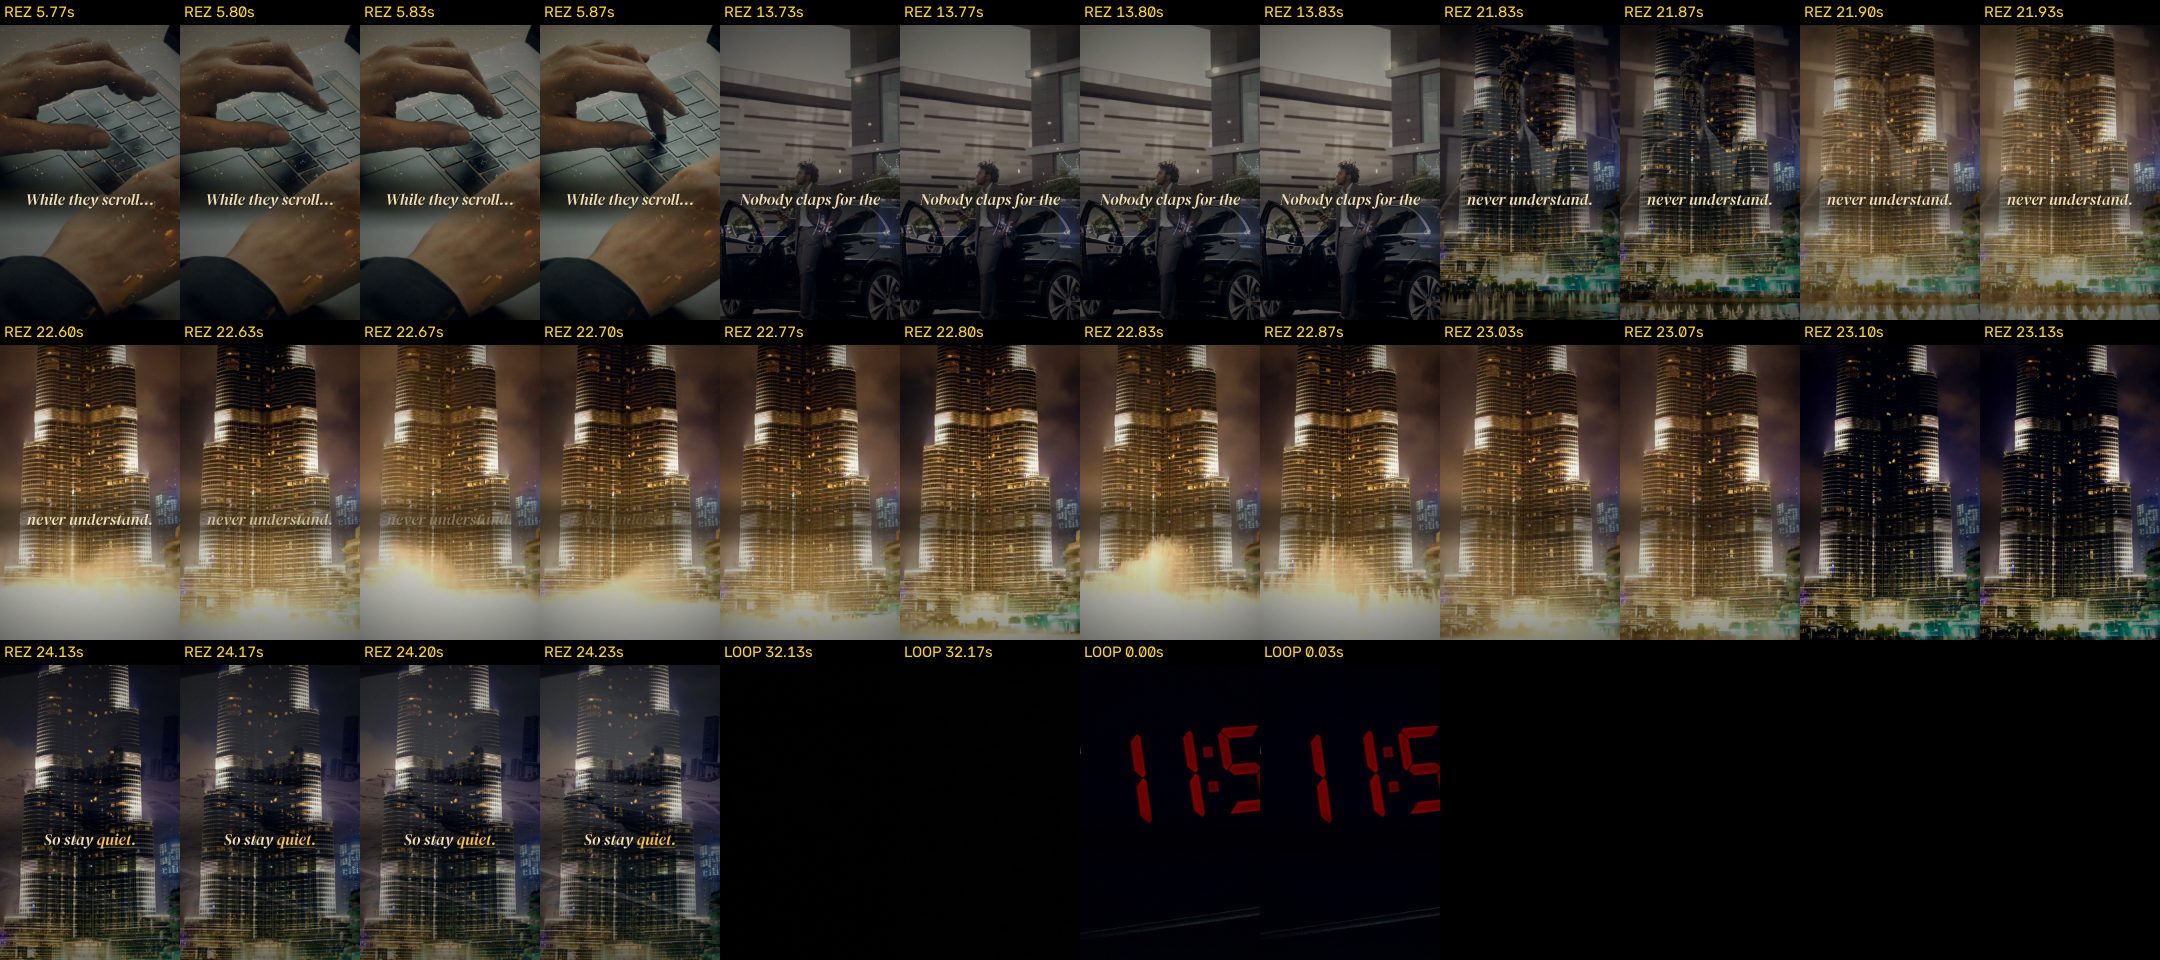 REZ 5.77s REZ 5.80s REZ 5.83s REZ 5.87s REZ 13.73s REZ 13.77s REZ 13.80s REZ 13.83s REZ 21.83s REZ 21.87s REZ 21.90s REZ 21.93s
While they scroll... While they scroll... While they scroll... While they scroll... Nobody claps for the Nobody claps for the Nobody claps for the Nobody claps for the never understand. never understand. never understand. never understand.
REZ 22.60s REZ 22.63s REZ 22.67s REZ 22.70s REZ 22.77s REZ 22.80s REZ 22.83s REZ 22.87s REZ 23.03s REZ 23.07s REZ 23.10s REZ 23.13s
never understand. never understand. never understand.
REZ 24.13s REZ 24.17s REZ 24.20s REZ 24.23s LOOP 32.13s LOOP 32.17s LOOP 0.00s LOOP 0.03s
11:5 11:5
So stay quiet. So stay quiet. So stay quiet. So stay quiet.